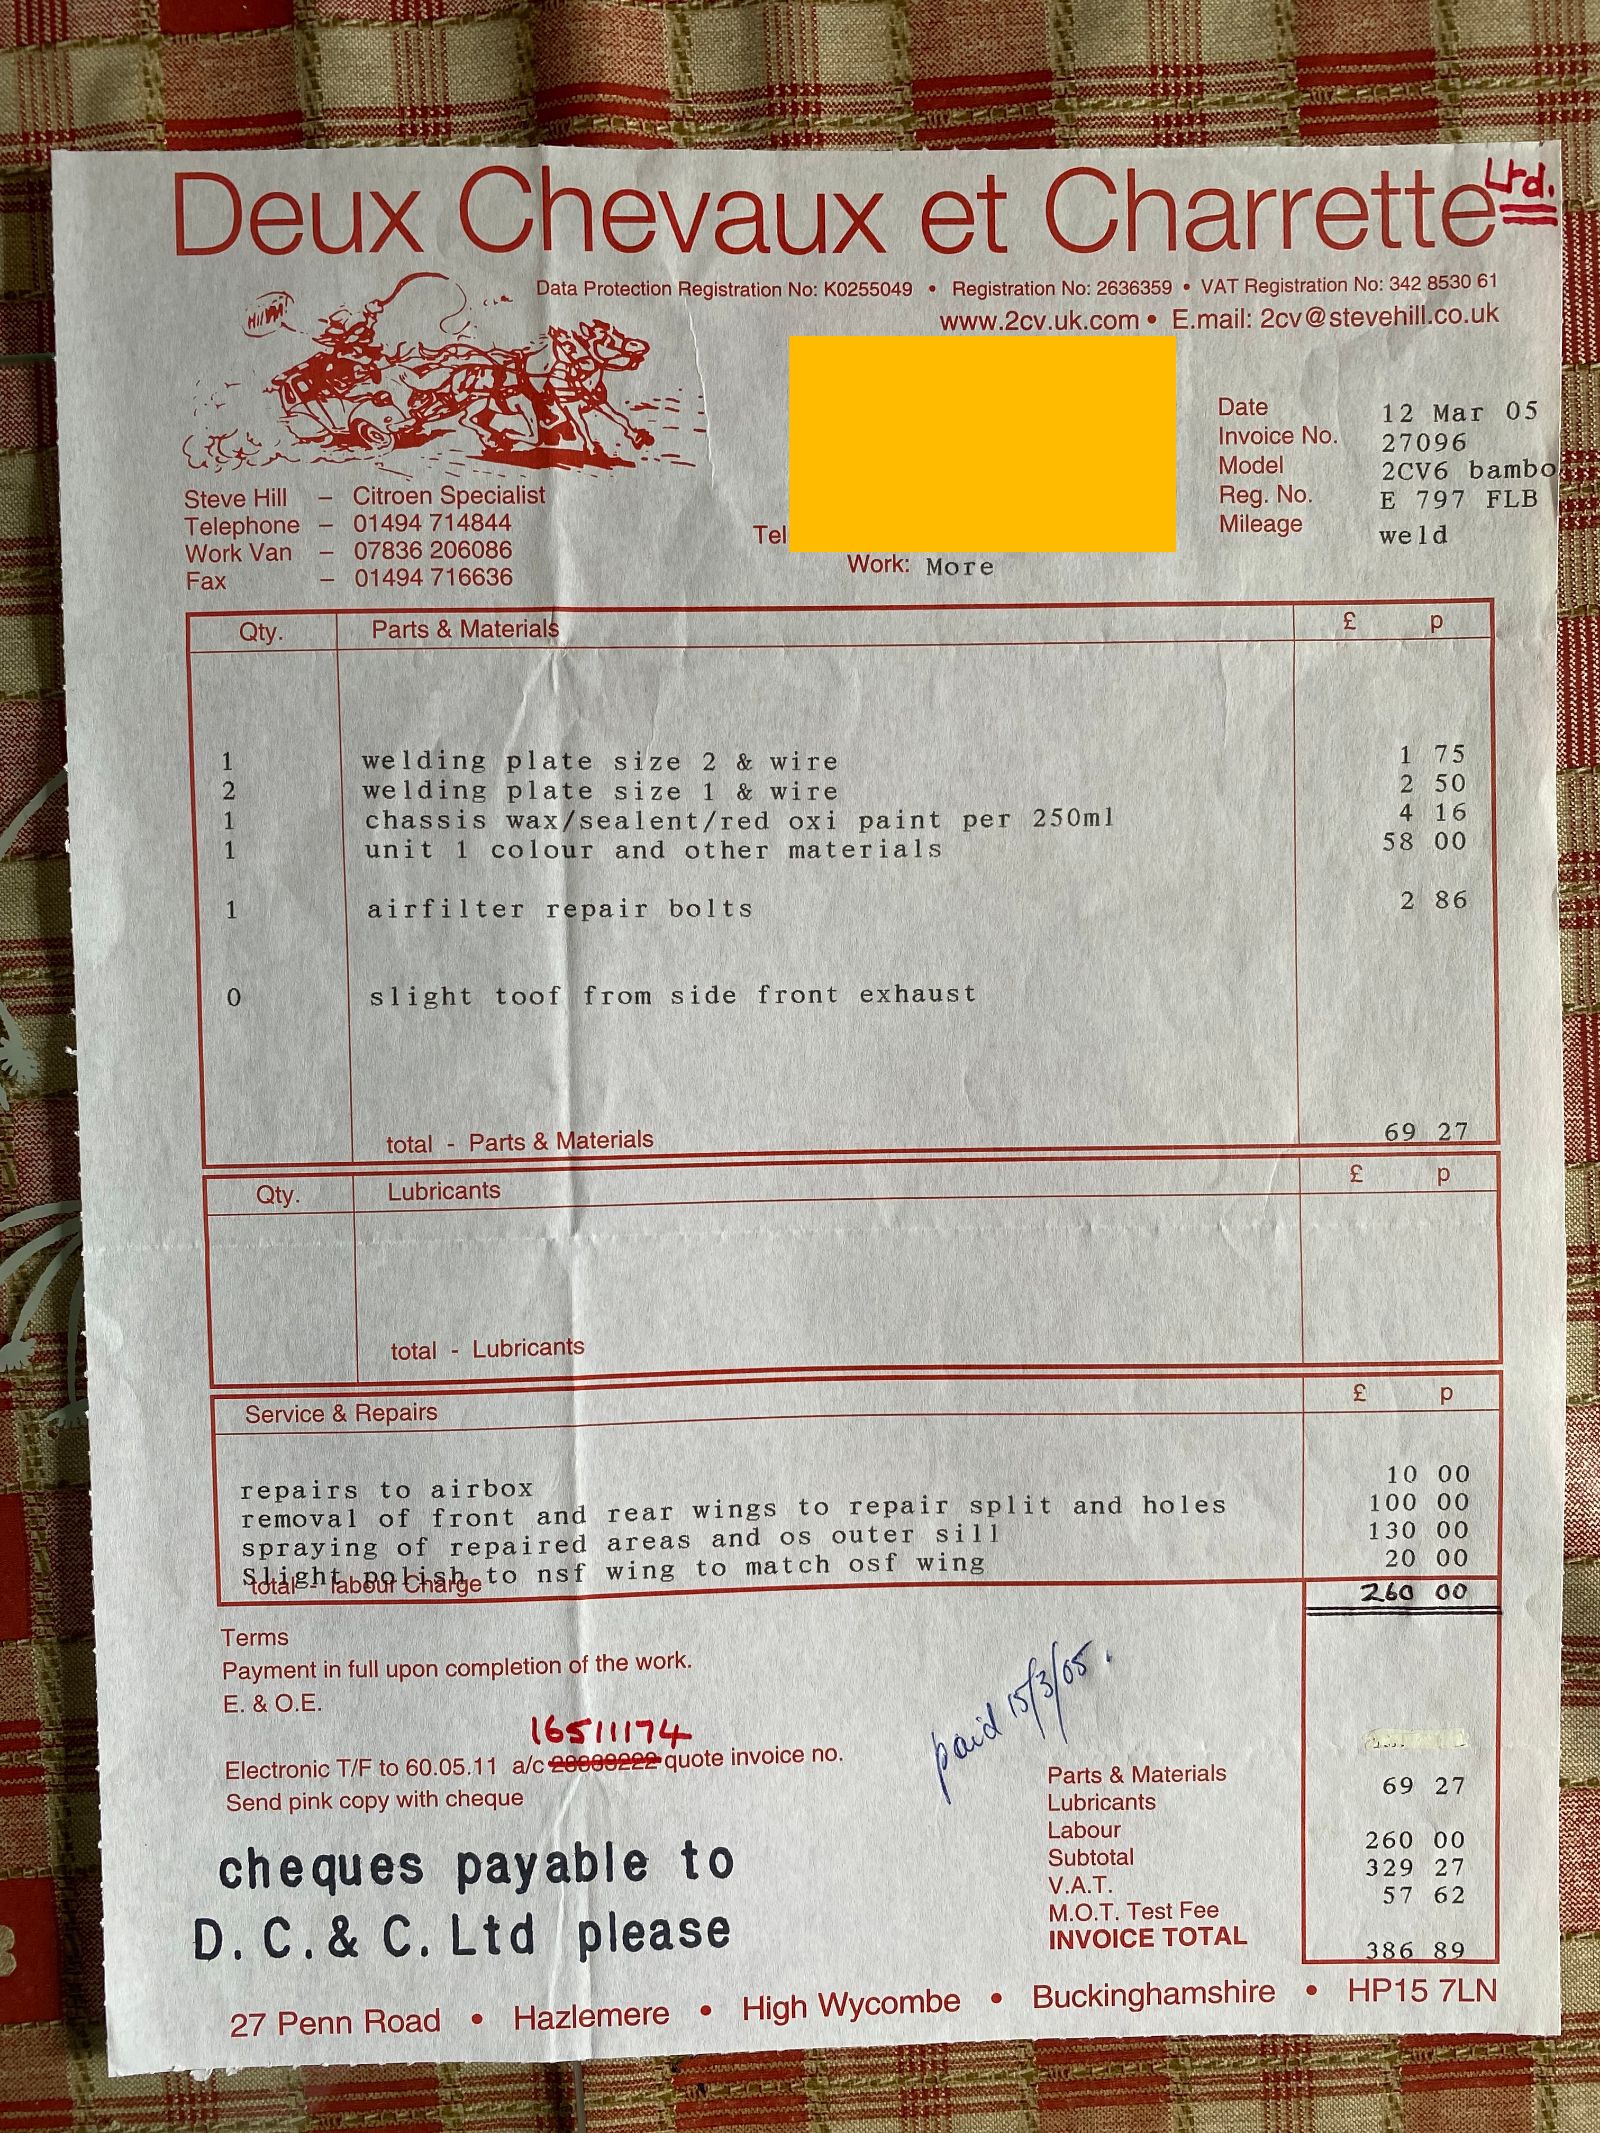 Deux Chevaux et Charrette Ltd.
Data Protection Registration No: K0255049 • Registration No: 2636359 • VAT Registration No: 342 8530 61
www.2cv.uk.com • E.mail: 2cv@stevehill.co.uk
Date 12 Mar 05
Invoice No. 27096
Model 2CV6 bambo
Reg. No. E 797 FLB
Mileage weld
Steve Hill – Citroen Specialist
Telephone – 01494 714844
Work Van – 07836 206086
Fax – 01494 716636
Tel
Work: More
Qty. Parts & Materials £ p
1 welding plate size 2 & wire 1 75
2 welding plate size 1 & wire 2 50
1 chassis wax/sealent/red oxi paint per 250ml 4 16
1 unit 1 colour and other materials 58 00
1 airfilter repair bolts 2 86
0 slight toof from side front exhaust
total - Parts & Materials 69 27
Qty. Lubricants £ p
total - Lubricants
Service & Repairs £ p
repairs to airbox 10 00
removal of front and rear wings to repair split and holes 100 00
spraying of repaired areas and os outer sill 130 00
Slight polish to nsf wing to match osf wing 20 00
total - labour Charge 260 00
Terms
Payment in full upon completion of the work.
E. & O.E.
paid 15/3/05.
16511174
Electronic T/F to 60.05.11 a/c quote invoice no.
Send pink copy with cheque
cheques payable to
D.C.& C.Ltd please
Parts & Materials 69 27
Lubricants
Labour 260 00
Subtotal 329 27
V.A.T. 57 62
M.O.T. Test Fee
INVOICE TOTAL 386 89
27 Penn Road • Hazlemere • High Wycombe • Buckinghamshire • HP15 7LN